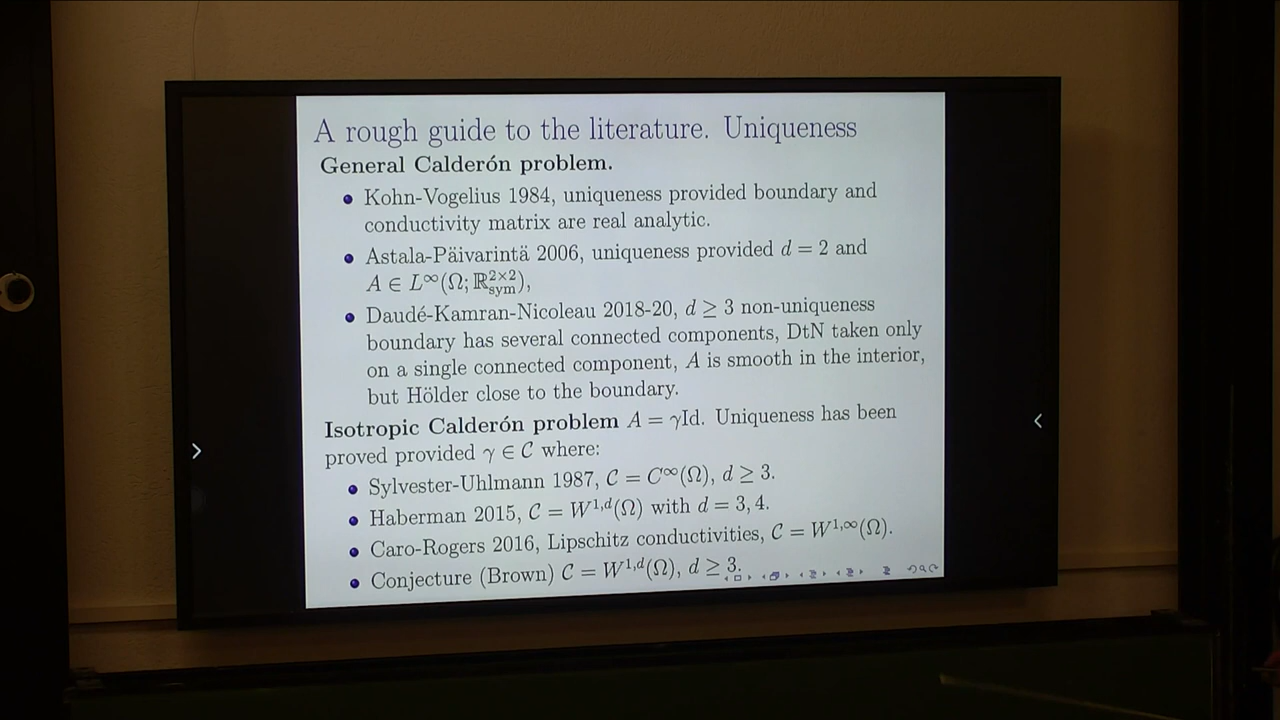 A rough guide to the literature. Uniqueness
General Calderón problem.
Kohn-Vogelius 1984, uniqueness provided boundary and
conductivity matrix are real analytic.
Astala-Päivarintä 2006, uniqueness provided d = 2 and
A ∈ L^∞(Ω; ℝ^{2×2}_{sym}),
Daudé-Kamran-Nicoleau 2018-20, d ≥ 3 non-uniqueness
boundary has several connected components, DtN taken only
on a single connected component, A is smooth in the interior,
but Hölder close to the boundary.
Isotropic Calderón problem A = γId. Uniqueness has been
proved provided γ ∈ 𝒞 where:
Sylvester-Uhlmann 1987, 𝒞 = C^∞(Ω), d ≥ 3.
Haberman 2015, 𝒞 = W^{1,d}(Ω) with d = 3, 4.
Caro-Rogers 2016, Lipschitz conductivities, 𝒞 = W^{1,∞}(Ω).
Conjecture (Brown) 𝒞 = W^{1,d}(Ω), d ≥ 3.